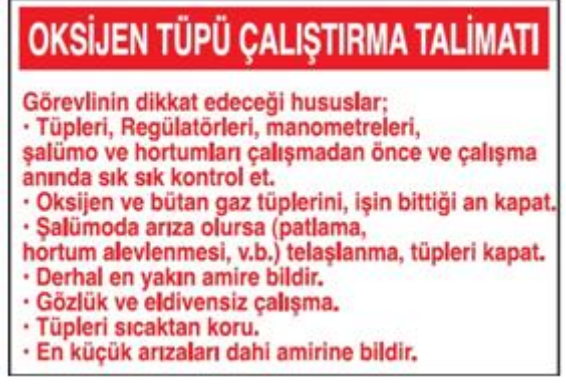 OKSİJEN TÜPÜ ÇALIŞTIRMA TALİMATI
Görevlinin dikkat edeceği hususlar;
· Tüpleri, Regülatörleri, manometreleri,
şalümo ve hortumları çalışmadan önce ve çalışma
anında sık sık kontrol et.
· Oksijen ve bütan gaz tüplerini, işin bittiği an kapat.
· Şalümoda arıza olursa (patlama,
hortum alevlenmesi, v.b.) telaşlanma, tüpleri kapat.
· Derhal en yakın amire bildir.
· Gözlük ve eldivensiz çalışma.
· Tüpleri sıcaktan koru.
· En küçük arızaları dahi amirine bildir.